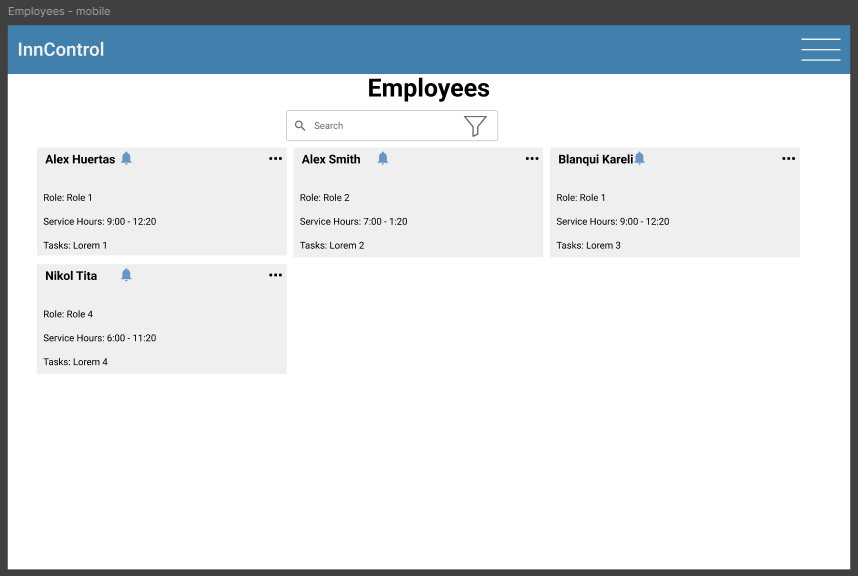 Employees - mobile
InnControl
Employees
Search
Alex Huertas
Role: Role 1
Service Hours: 9:00 - 12:20
Tasks: Lorem 1
Alex Smith
Role: Role 2
Service Hours: 7:00 - 1:20
Tasks: Lorem 2
Blanqui Kareli
Role: Role 1
Service Hours: 9:00 - 12:20
Tasks: Lorem 3
Nikol Tita
Role: Role 4
Service Hours: 6:00 - 11:20
Tasks: Lorem 4